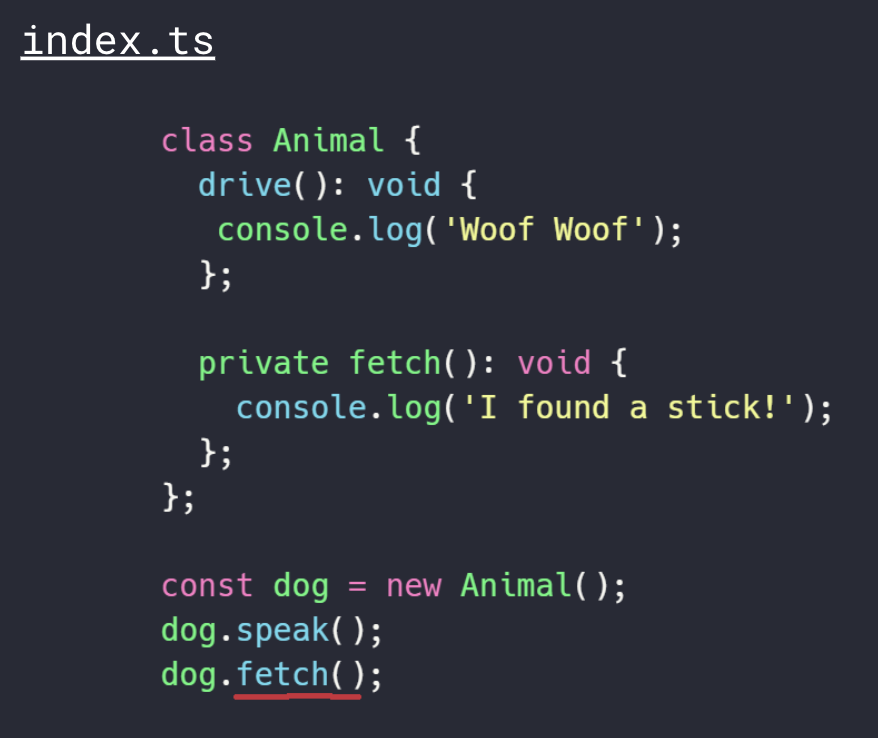 index.ts
class Animal {
drive(): void {
console.log('Woof Woof');
};
private fetch(): void {
console.log('I found a stick!');
};
};
const dog = new Animal();
dog.speak();
dog.fetch();